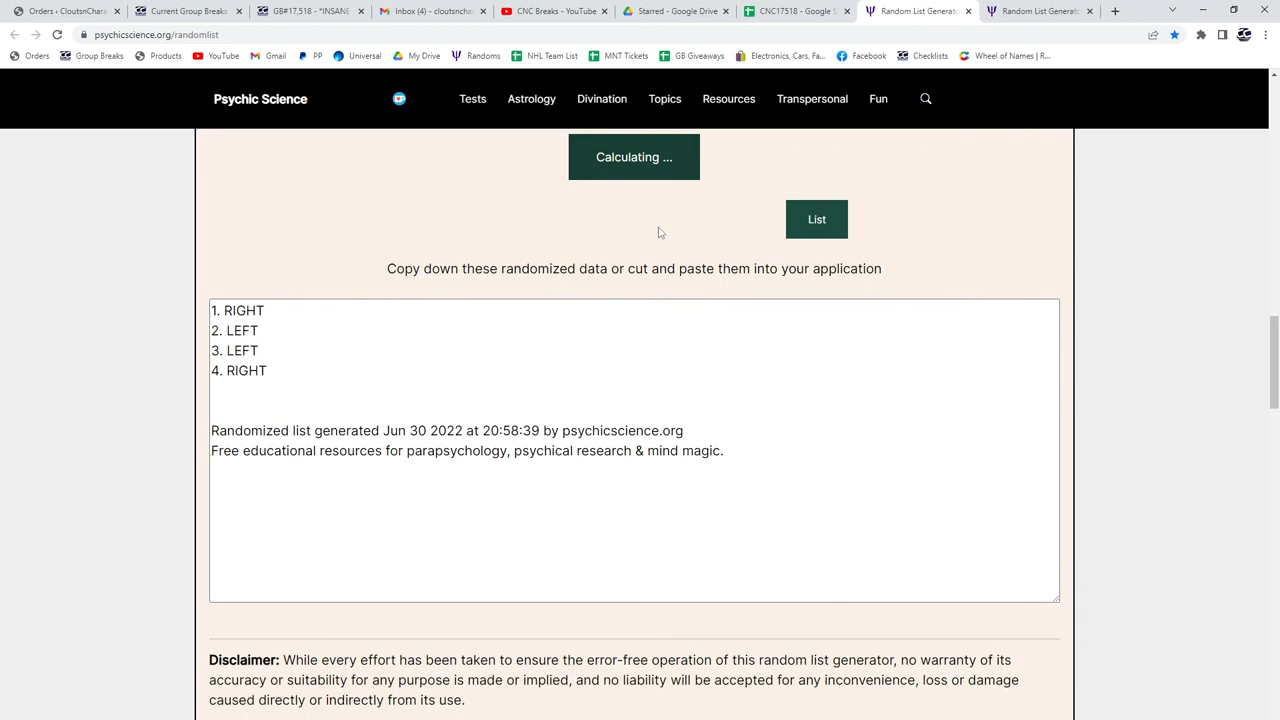 Orders • CloutsnChar
Current Group Breaks
GB#17,518 - *INSANE
Inbox (4) - cloutsnchar
CNC Breaks - YouTube
Starred - Google Drive
CNC17518 - Google S
Random List Generator
Random List Generato
psychicscience.org/randomlist
Orders
Group Breaks
Products
YouTube
Gmail
PP
Universal
My Drive
Randoms
NHL Team List
MNT Tickets
GB Giveaways
Electronics, Cars, Fa...
Facebook
Checklists
Wheel of Names | R...
Psychic Science
Tests
Astrology
Divination
Topics
Resources
Transpersonal
Fun
Calculating ...
List
Copy down these randomized data or cut and paste them into your application
1. RIGHT
2. LEFT
3. LEFT
4. RIGHT
Randomized list generated Jun 30 2022 at 20:58:39 by psychicscience.org
Free educational resources for parapsychology, psychical research & mind magic.
Disclaimer: While every effort has been taken to ensure the error-free operation of this random list generator, no warranty of its
accuracy or suitability for any purpose is made or implied, and no liability will be accepted for any inconvenience, loss or damage
caused directly or indirectly from its use.